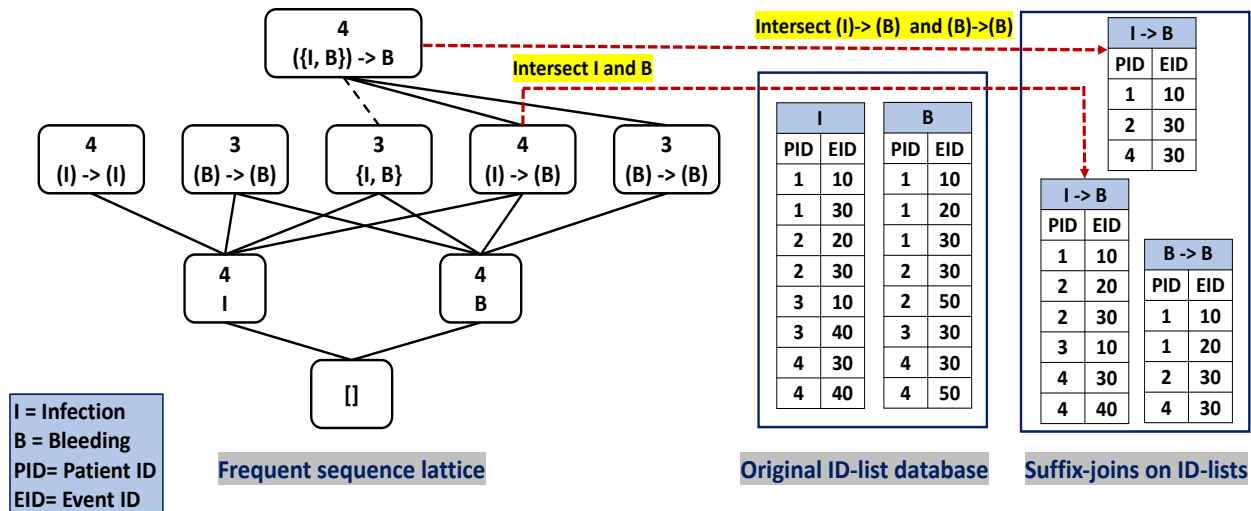 4
({I, B}) -> B
Intersect (I)-> (B) and (B)->(B)
Intersect I and B
4
(I) -> (I)
3
(B) -> (B)
3
{I, B}
4
(I) -> (B)
3
(B) -> (B)
4
I
4
B
[]
I = Infection
B = Bleeding
PID= Patient ID
EID= Event ID
Frequent sequence lattice
I
PID EID
1 10
1 30
2 20
2 30
3 10
3 40
4 30
4 40
B
PID EID
1 10
1 20
1 30
2 30
2 50
3 30
4 30
4 50
Original ID-list database
I -> B
PID EID
1 10
2 30
4 30
I -> B
PID EID
1 10
2 20
2 30
3 10
4 30
4 40
B -> B
PID EID
1 10
1 20
2 30
4 30
Suffix-joins on ID-lists